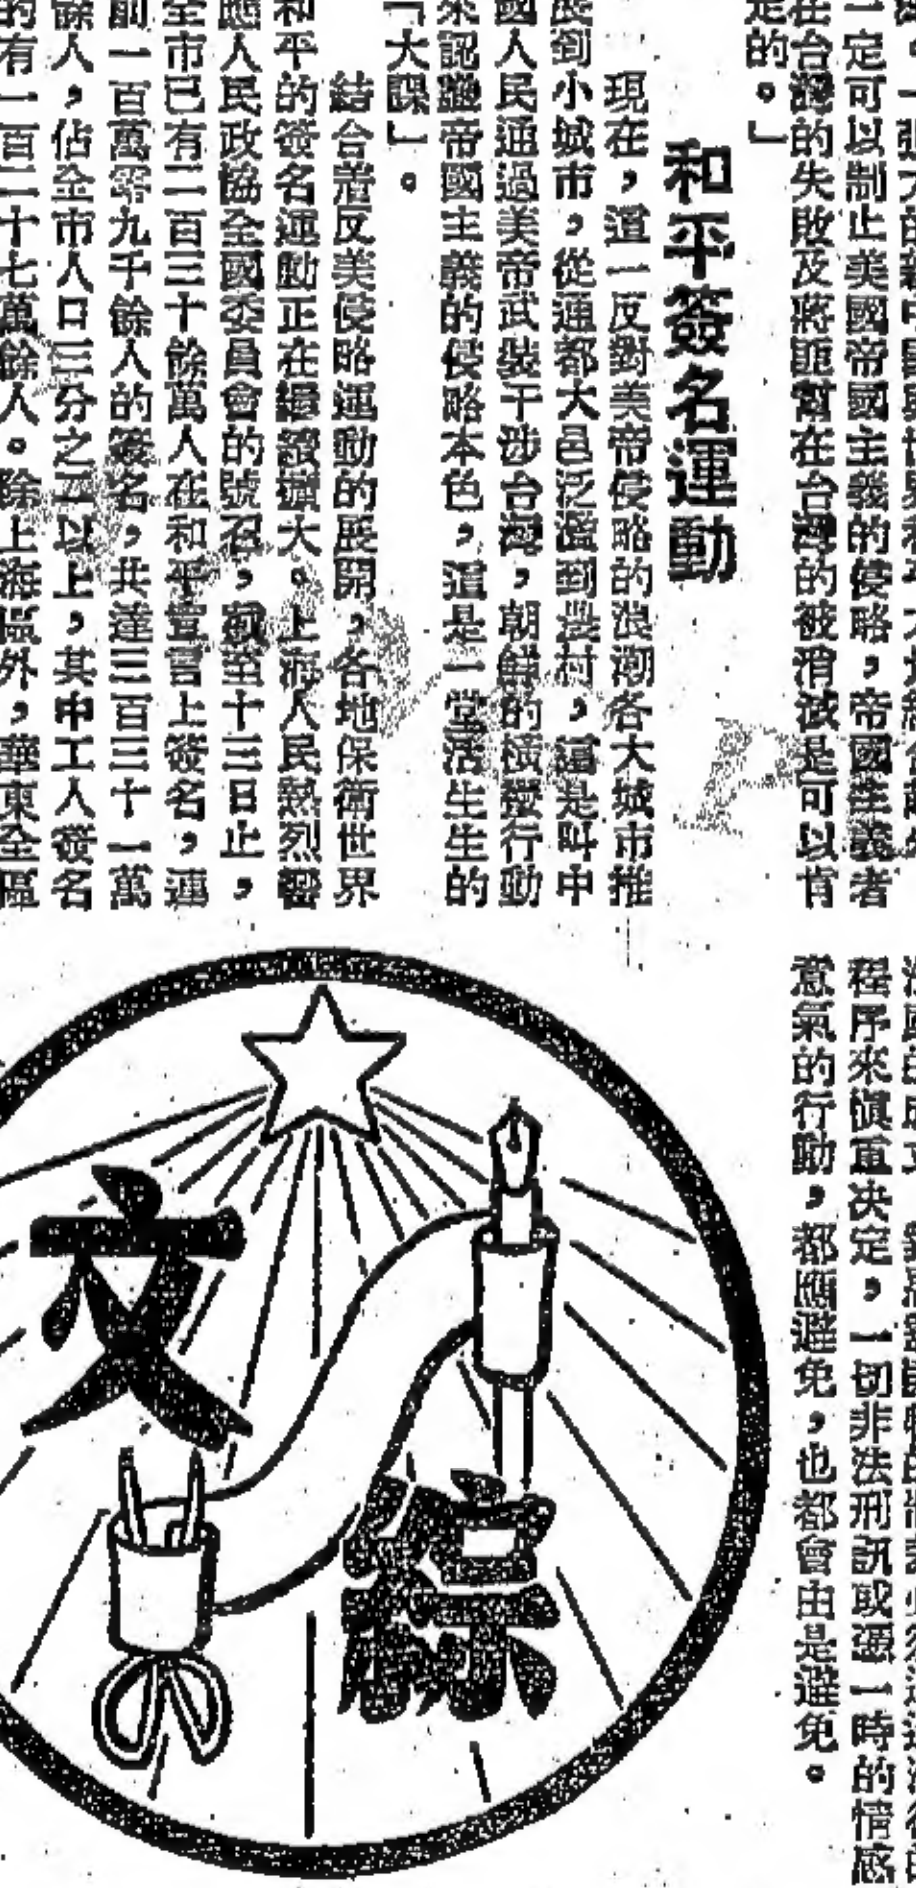 一定可以制止美國帝國主義的侵略，帝國主義者
在台灣的失敗及蔣匪幫在台灣的被消滅是可以肯
定的。」
和平簽名運動
現在，這一反對美帝侵略的浪潮各大城市推
展到小城市，從通都大邑泛濫到農村，這是叫中
國人民通過美帝武裝干涉台灣，朝鮮的橫蠻行動
來認識帝國主義的侵略本色，這是一堂活生生的
「大課」。
結合着反美侵略運動的展開，各地保衛世界
和平的簽名運動正在繼續擴大。上海人民熱烈響
應人民政協全國委員會的號召，截至十三日止，
全市已有二百三十餘萬人在和平宣言上簽名，連
前一百萬零九千餘人的簽名，共達三百三十一萬
餘人，佔全市人口三分之二以上，其中工人簽名
的有一百二十七萬餘人。除上海區外，華東全區
程序來慎重决定，一切非法刑訊或憑一時的情感
意氣的行動，都應避免，也都會由是避免。
文
綜